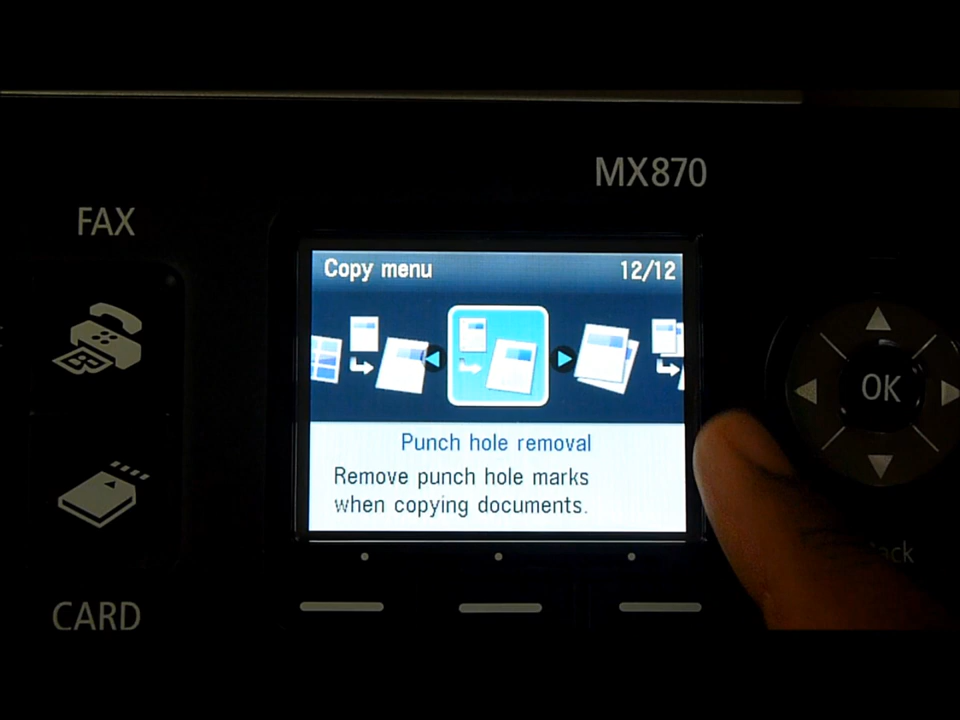 MX870
FAX
Copy menu 12/12
Punch hole removal
Remove punch hole marks
when copying documents.
OK
CARD